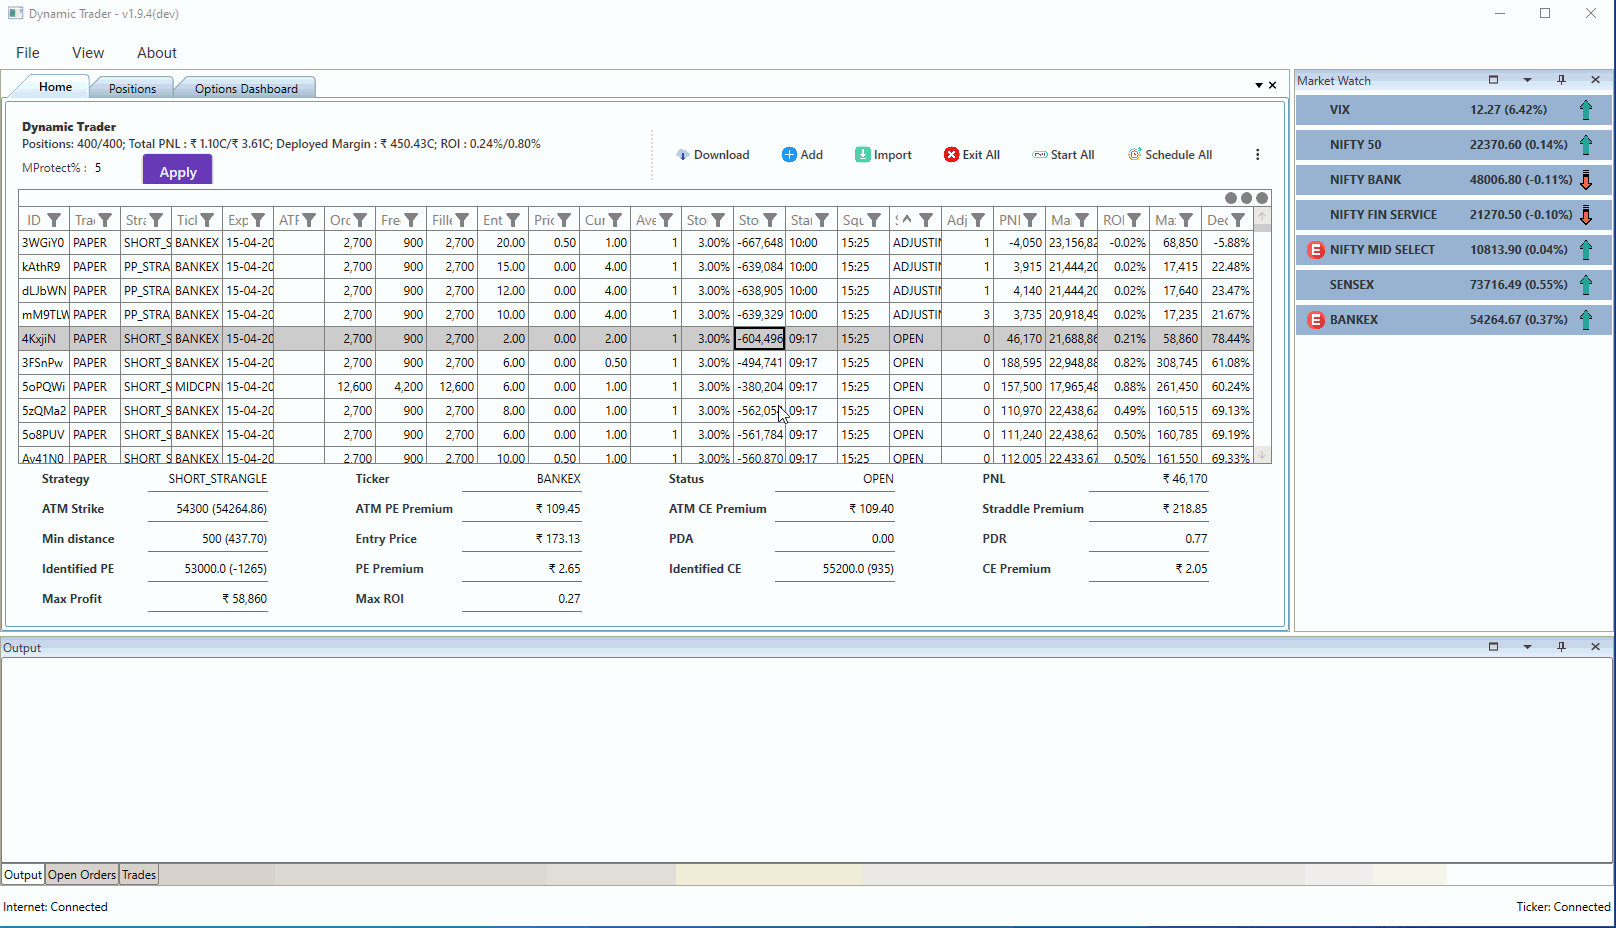 Dynamic Trader - v1.9.4(dev)
File View About
Home Positions Options Dashboard
Dynamic Trader
Positions: 400/400; Total PNL : ₹ 1.10C/₹ 3.61C; Deployed Margin : ₹ 450.43C; ROI : 0.24%/0.80%
MProtect% : 5 Apply
Download Add Import Exit All Start All Schedule All
ID Tra Stra Tick Exp ATF Orc Fre Fille Ent Pric Cur Ave Sto Sto Star Squ S Adj PNI Mar ROI Ma Dec
3WGiY0 PAPER SHORT_S BANKEX 15-04-20 2,700 900 2,700 20.00 0.50 1.00 1 3.00% -667,648 10:00 15:25 ADJUSTIN 1 -4,050 23,156,82 -0.02% 68,850 -5.88%
kAthR9 PAPER PP_STRA BANKEX 15-04-20 2,700 900 2,700 15.00 0.00 4.00 1 3.00% -639,084 10:00 15:25 ADJUSTIN 1 3,915 21,444,20 0.02% 17,415 22.48%
dLJbWN PAPER PP_STRA BANKEX 15-04-20 2,700 900 2,700 12.00 0.00 4.00 1 3.00% -638,905 10:00 15:25 ADJUSTIN 1 4,140 21,444,20 0.02% 17,640 23.47%
mM9TLW PAPER PP_STRA BANKEX 15-04-20 2,700 900 2,700 10.00 0.00 4.00 1 3.00% -639,329 10:00 15:25 ADJUSTIN 3 3,735 20,918,49 0.02% 17,235 21.67%
4KxjiN PAPER SHORT_S BANKEX 15-04-20 2,700 900 2,700 2.00 0.00 2.00 1 3.00% -604,496 09:17 15:25 OPEN 0 46,170 21,688,86 0.21% 58,860 78.44%
3FSnPw PAPER SHORT_S BANKEX 15-04-20 2,700 900 2,700 6.00 0.00 0.50 1 3.00% -494,741 09:17 15:25 OPEN 0 188,595 22,948,88 0.82% 308,745 61.08%
5oPQWi PAPER SHORT_S MIDCPN 15-04-20 12,600 4,200 12,600 6.00 0.00 1.00 1 3.00% -380,204 09:17 15:25 OPEN 0 157,500 17,965,48 0.88% 261,450 60.24%
5zQMa2 PAPER SHORT_S BANKEX 15-04-20 2,700 900 2,700 8.00 0.00 1.00 1 3.00% -562,05 09:17 15:25 OPEN 0 110,970 22,438,62 0.49% 160,515 69.13%
5o8PUV PAPER SHORT_S BANKEX 15-04-20 2,700 900 2,700 6.00 0.00 1.00 1 3.00% -561,784 09:17 15:25 OPEN 0 111,240 22,438,62 0.50% 160,785 69.19%
Av41N0 PAPER SHORT_S BANKEX 15-04-20 2,700 900 2,700 10.00 0.50 1.00 1 3.00% -560,870 09:17 15:25 OPEN 0 112,005 22,433,67 0.50% 161,550 69.33%
Strategy SHORT_STRANGLE Ticker BANKEX Status OPEN PNL ₹ 46,170
ATM Strike 54300 (54264.86) ATM PE Premium ₹ 109.45 ATM CE Premium ₹ 109.40 Straddle Premium ₹ 218.85
Min distance 500 (437.70) Entry Price ₹ 173.13 PDA 0.00 PDR 0.77
Identified PE 53000.0 (-1265) PE Premium ₹ 2.65 Identified CE 55200.0 (935) CE Premium ₹ 2.05
Max Profit ₹ 58,860 Max ROI 0.27
Market Watch
VIX 12.27 (6.42%)
NIFTY 50 22370.60 (0.14%)
NIFTY BANK 48006.80 (-0.11%)
NIFTY FIN SERVICE 21270.50 (-0.10%)
E NIFTY MID SELECT 10813.90 (0.04%)
SENSEX 73716.49 (0.55%)
E BANKEX 54264.67 (0.37%)
Output
Output Open Orders Trades
Internet: Connected Ticker: Connected